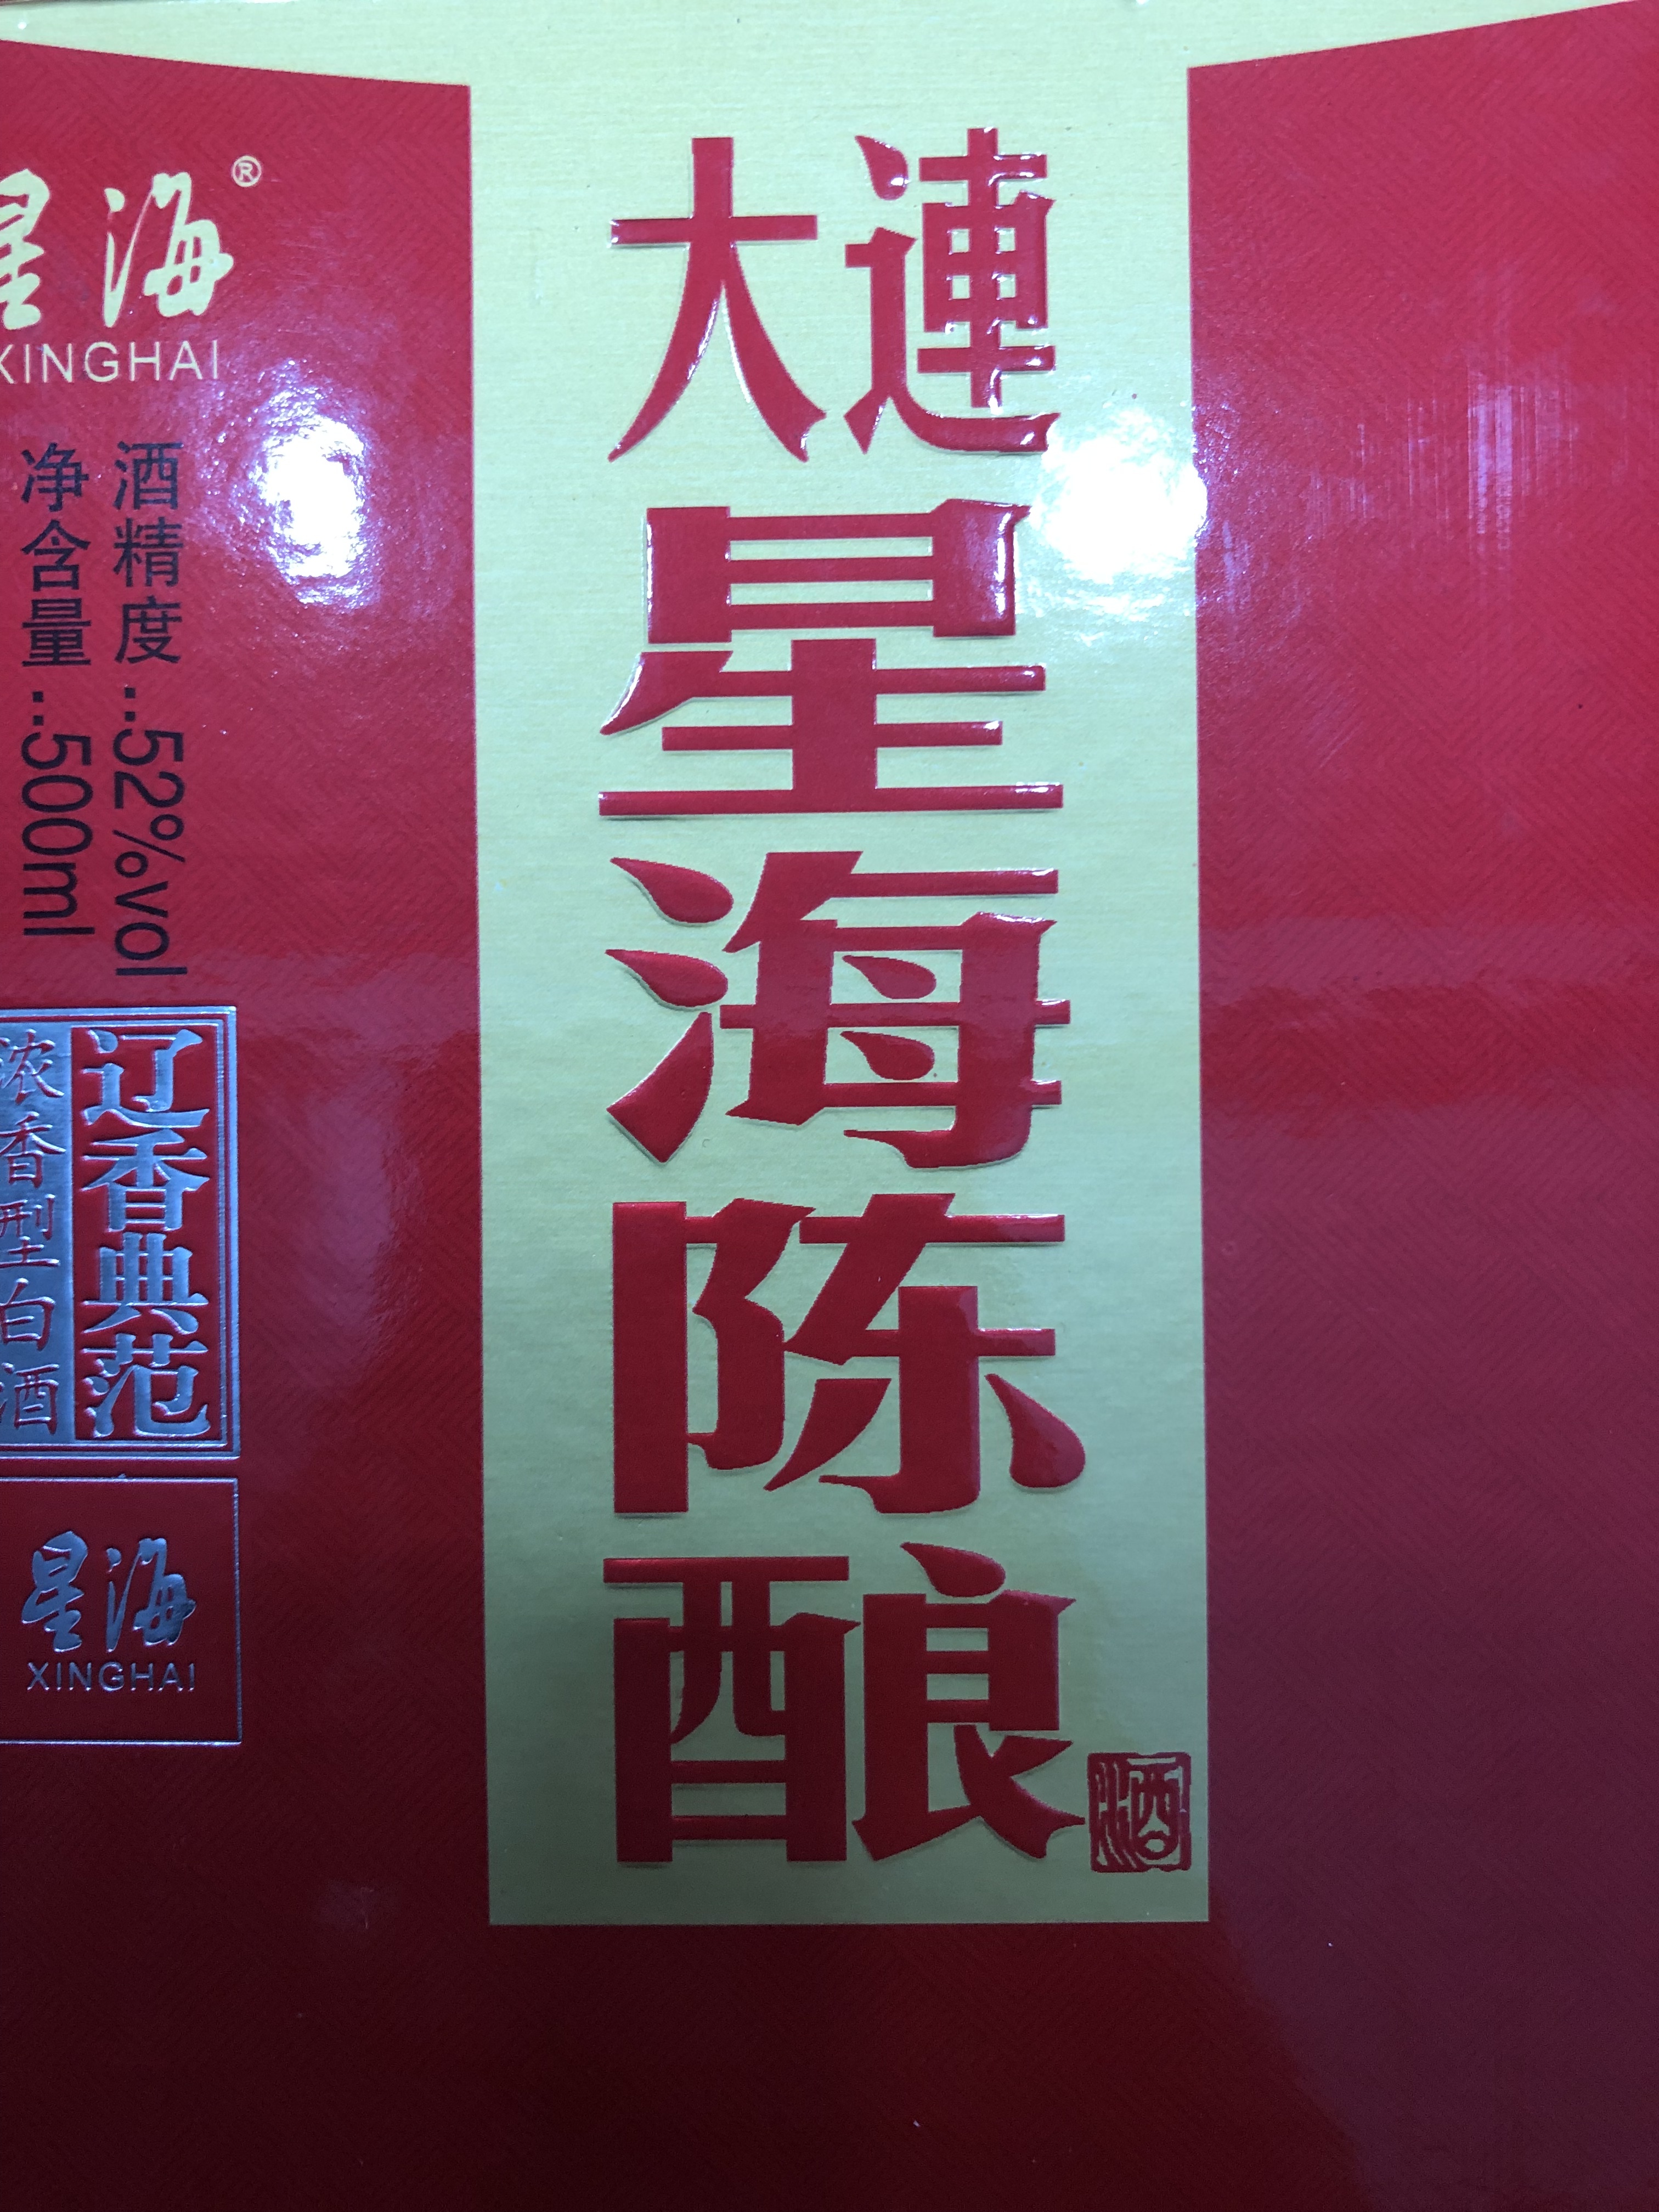 星海®
XINGHAI
酒精度：52%vol
净含量：500ml
辽香典范
浓香型白酒
星海
XINGHAI
大連
星海陈酿
酒